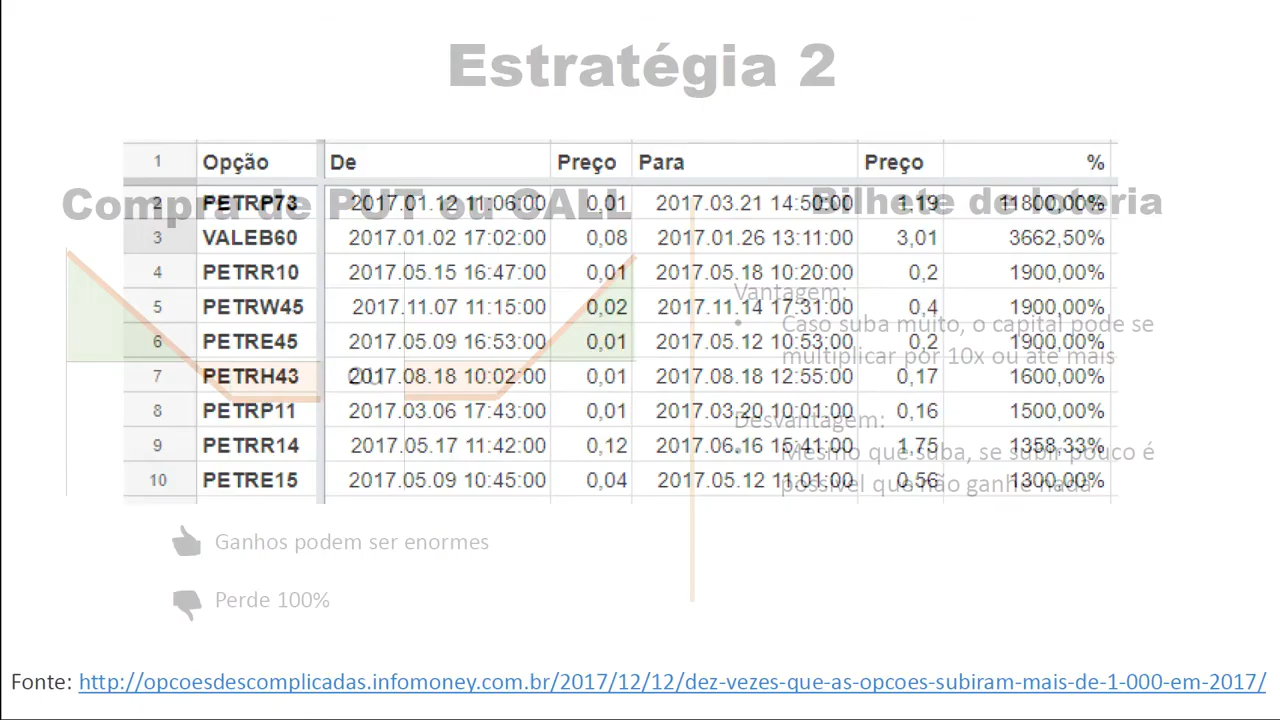 Estratégia 2
1 Opção De Preço Para Preço %
2 PETRP73 2017.01.12 11:06:00 0,01 2017.03.21 14:50:00 1,19 11800,00%
3 VALEB60 2017.01.02 17:02:00 0,08 2017.01.26 13:11:00 3,01 3662,50%
4 PETRR10 2017.05.15 16:47:00 0,01 2017.05.18 10:20:00 0,2 1900,00%
5 PETRW45 2017.11.07 11:15:00 0,02 2017.11.14 17:31:00 0,4 1900,00%
6 PETRE45 2017.05.09 16:53:00 0,01 2017.05.12 10:53:00 0,2 1900,00%
7 PETRH43 2017.08.18 10:02:00 0,01 2017.08.18 12:55:00 0,17 1600,00%
8 PETRP11 2017.03.06 17:43:00 0,01 2017.03.20 10:01:00 0,16 1500,00%
9 PETRR14 2017.05.17 11:42:00 0,12 2017.06.16 15:41:00 1,75 1358,33%
10 PETRE15 2017.05.09 10:45:00 0,04 2017.05.12 11:01:00 0,56 1300,00%
Compra de PUT ou CALL
Bilhete de loteria
Vantagem:
• Caso suba muito, o capital pode se
multiplicar por 10x ou até mais
Desvantagem:
• Mesmo que suba, se subir pouco é
possível que não ganhe nada
Ganhos podem ser enormes
Perde 100%
Fonte: http://opcoesdescomplicadas.infomoney.com.br/2017/12/12/dez-vezes-que-as-opcoes-subiram-mais-de-1-000-em-2017/